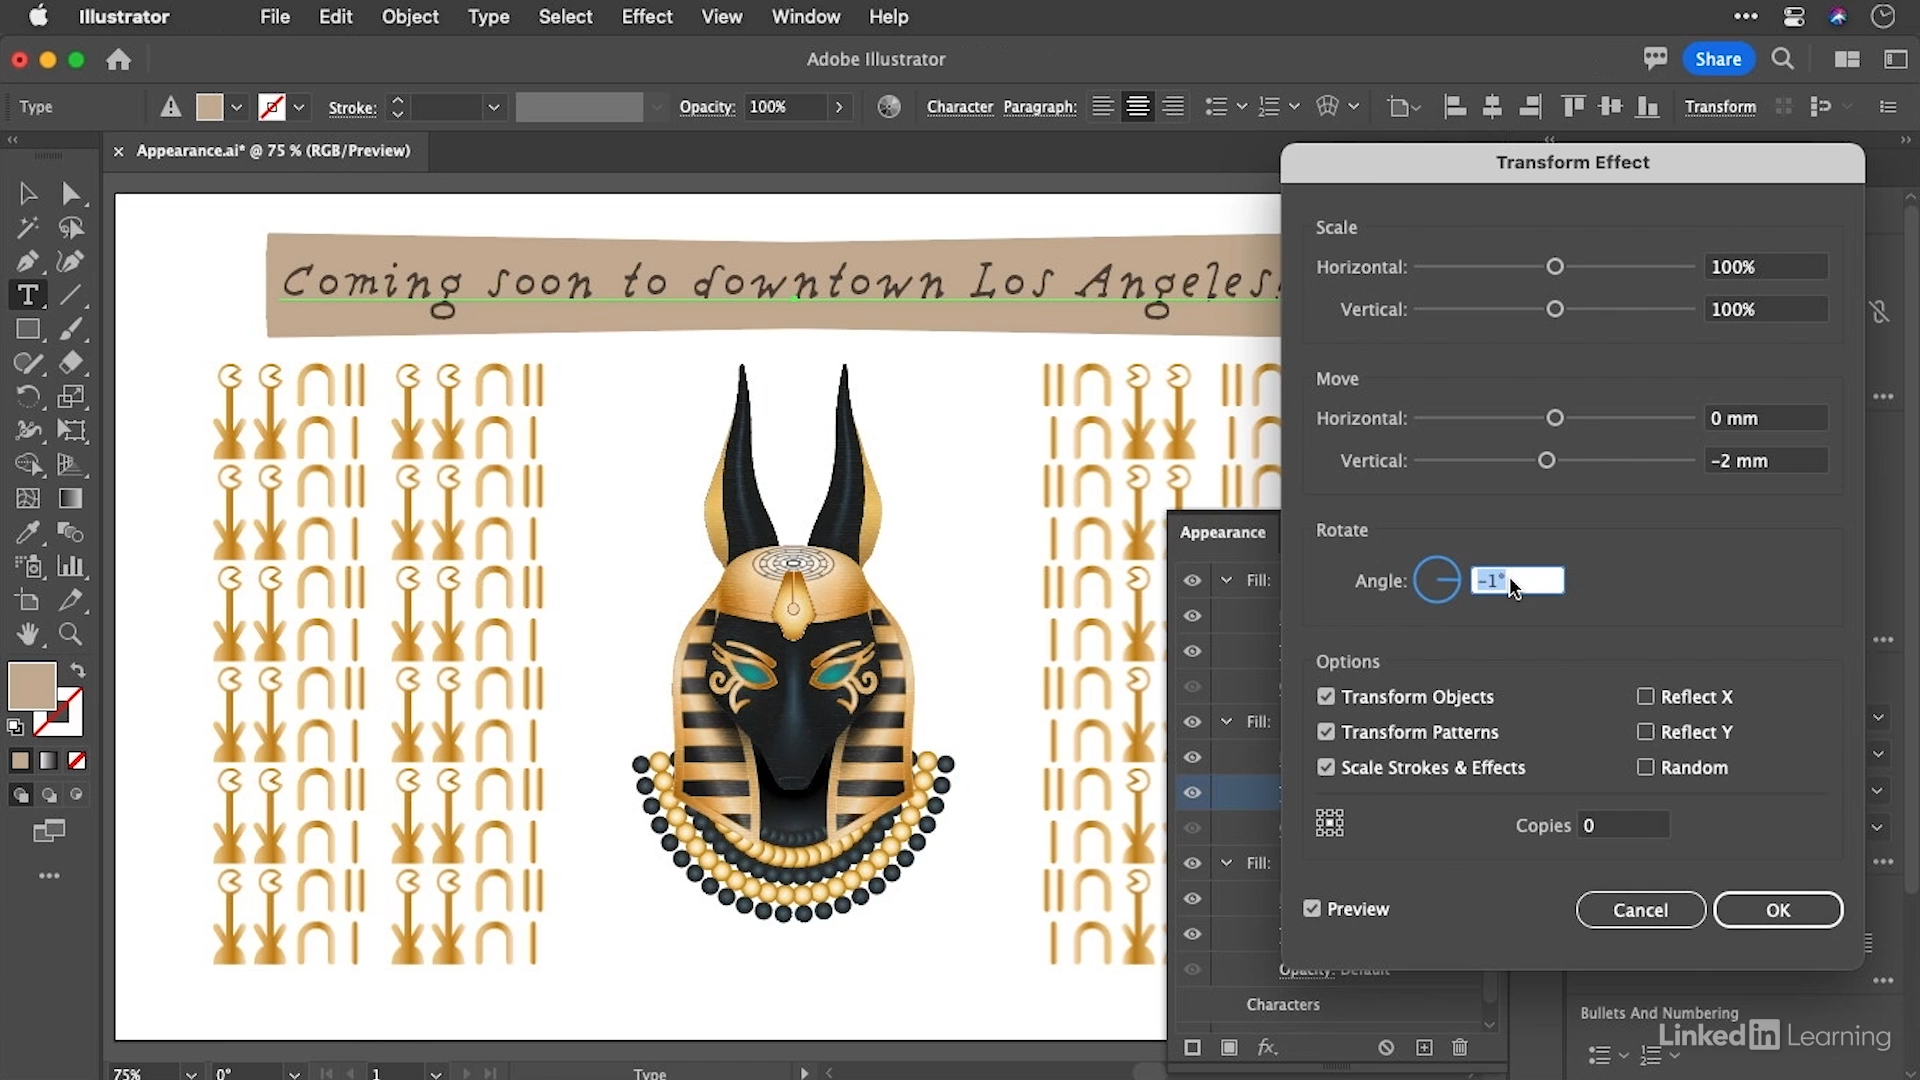 Illustrator File Edit Object Type Select Effect View Window Help
Adobe Illustrator
Share
Type
Stroke:
Opacity: 100%
Character Paragraph:
Transform
Appearance.ai* @ 75 % (RGB/Preview)
Coming soon to downtown Los Angeles
Transform Effect
Scale
Horizontal: 100%
Vertical: 100%
Move
Horizontal: 0 mm
Vertical: -2 mm
Rotate
Angle: -1°
Options
Transform Objects
Reflect X
Transform Patterns
Reflect Y
Scale Strokes & Effects
Random
Copies 0
Preview
Cancel
OK
Appearance
Fill:
Fill:
Fill:
Opacity: Default
Characters
fx
Bullets And Numbering
LinkedIn Learning
75%
0°
1
Type